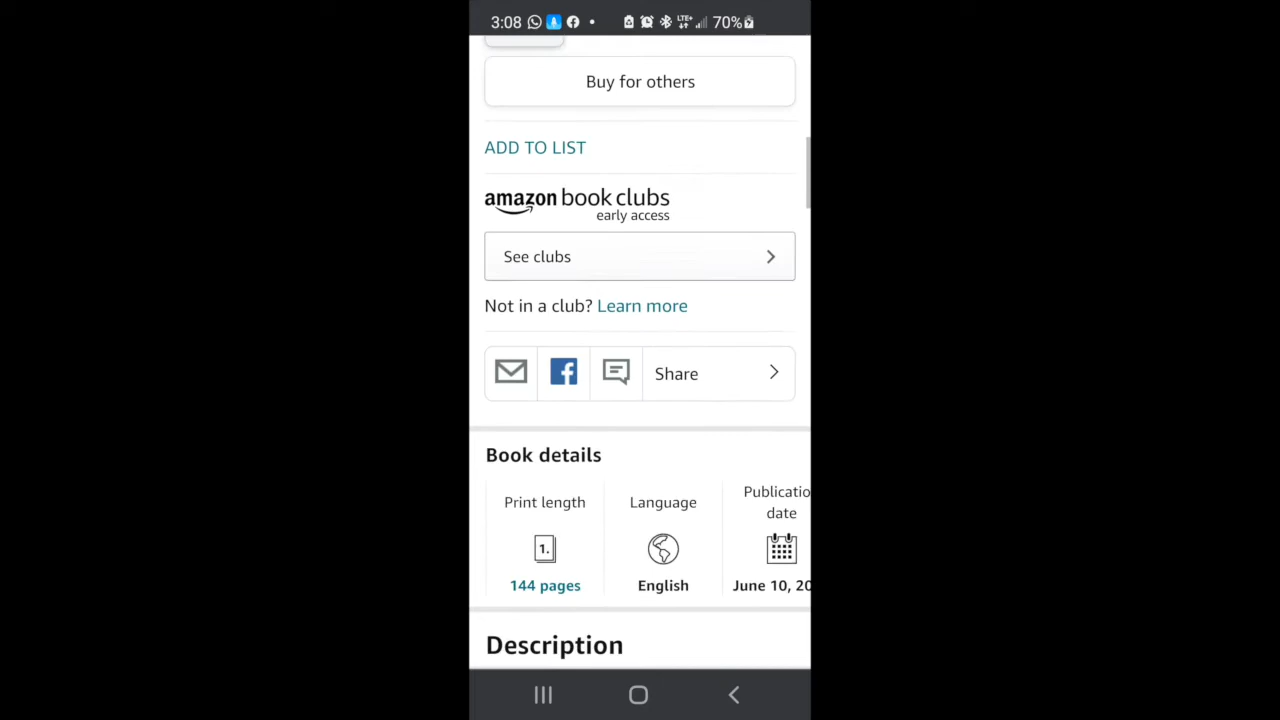 3:08 LTE+ 70%
Buy for others
ADD TO LIST
amazon book clubs
early access
See clubs
Not in a club? Learn more
Share
Book details
Print length
Language
Publicatio
date
1.
144 pages
English
June 10, 20
Description